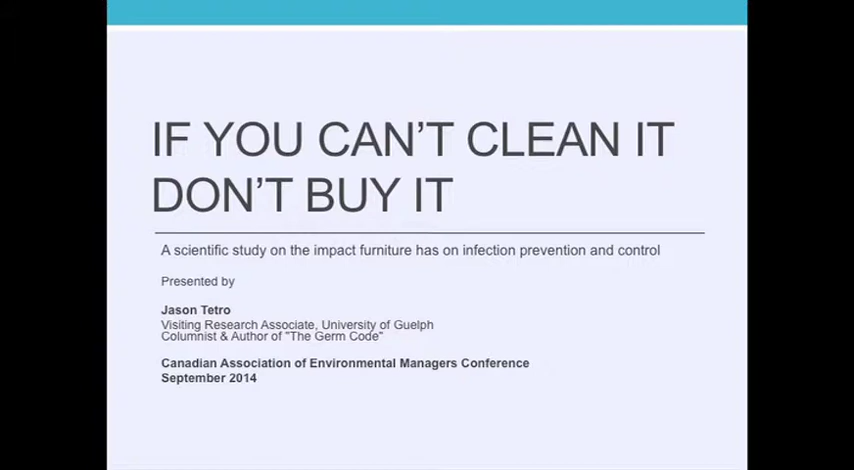 IF YOU CAN'T CLEAN IT
DON'T BUY IT
A scientific study on the impact furniture has on infection prevention and control
Presented by
Jason Tetro
Visiting Research Associate, University of Guelph
Columnist & Author of "The Germ Code"
Canadian Association of Environmental Managers Conference
September 2014